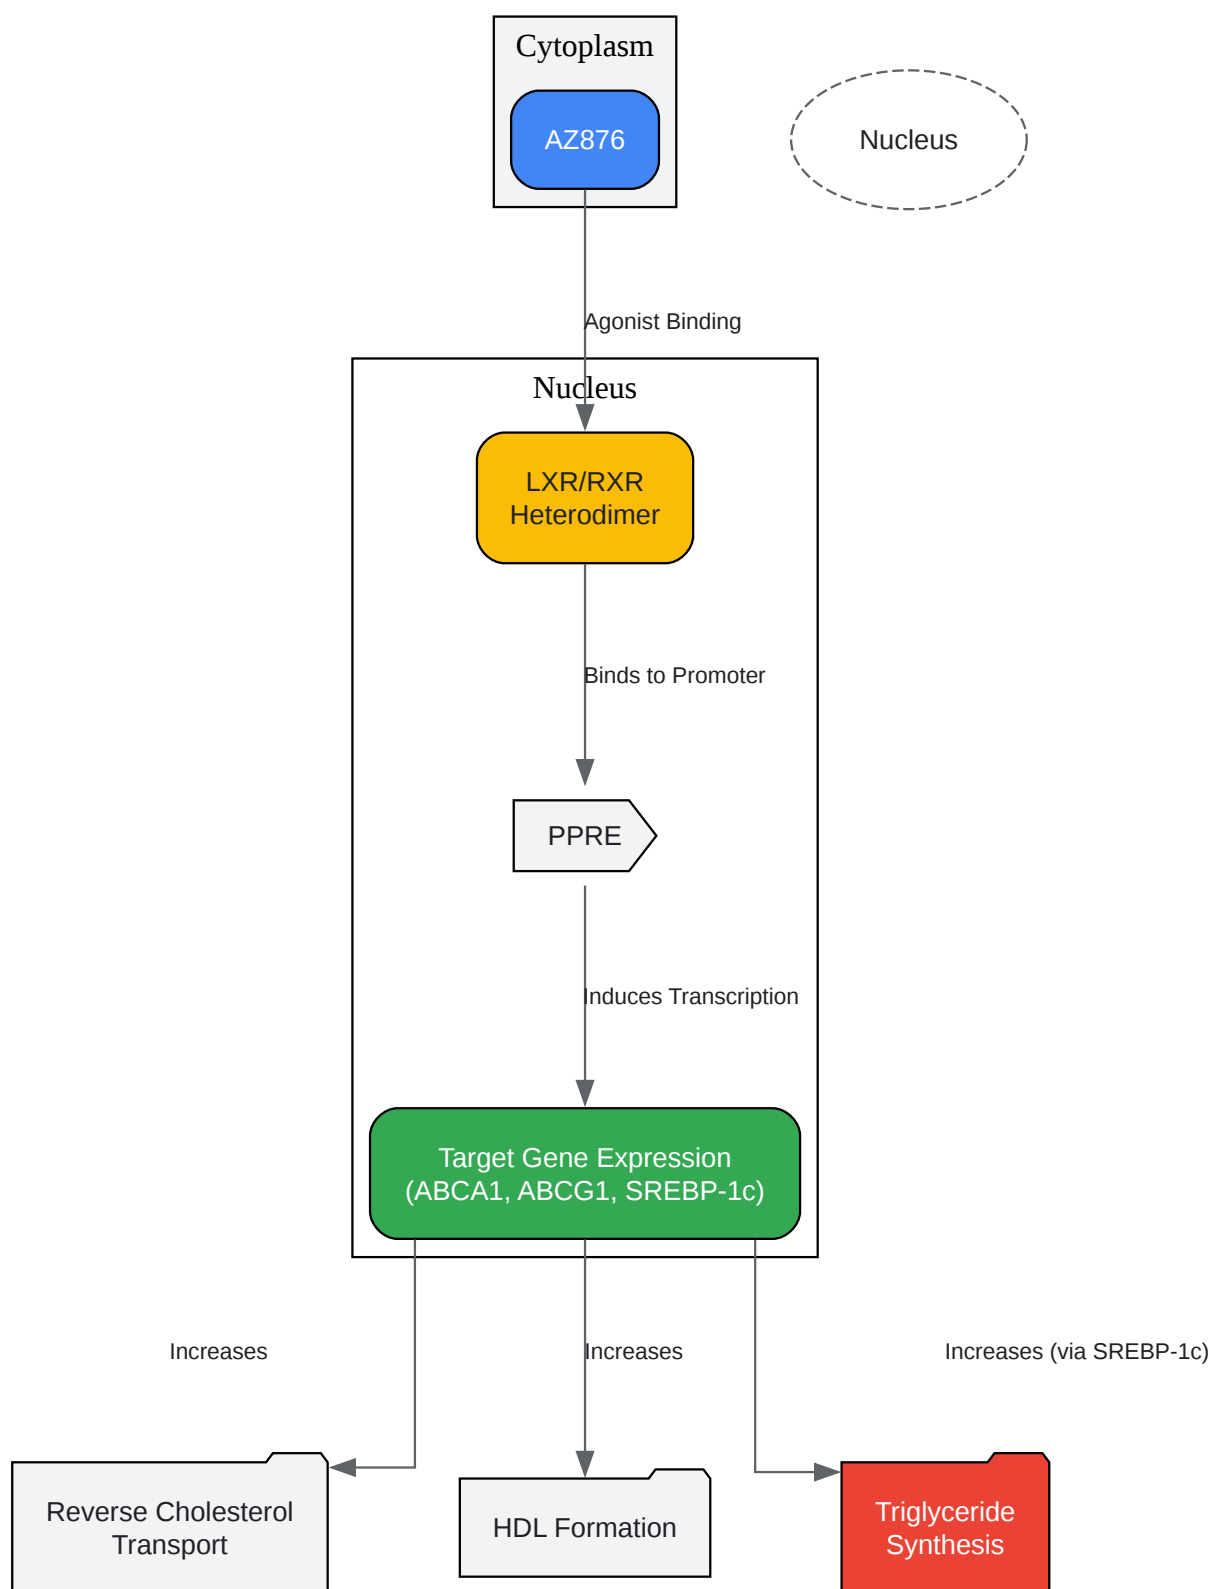 Cytoplasm
AZ876
Nucleus
Agonist Binding
Nucleus
LXR/RXR
Heterodimer
Binds to Promoter
PPRE
Induces Transcription
Target Gene Expression
(ABCA1, ABCG1, SREBP-1c)
Increases
Increases
Increases (via SREBP-1c)
Reverse Cholesterol
Transport
HDL Formation
Triglyceride
Synthesis